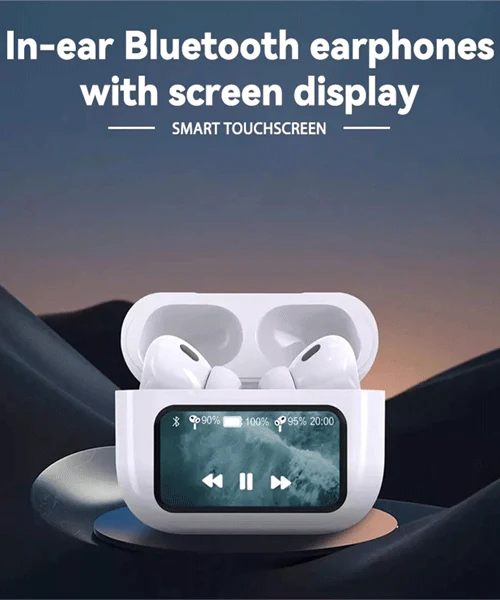 In-ear Bluetooth earphones
with screen display
SMART TOUCHSCREEN
90% 100% 95% 20:00